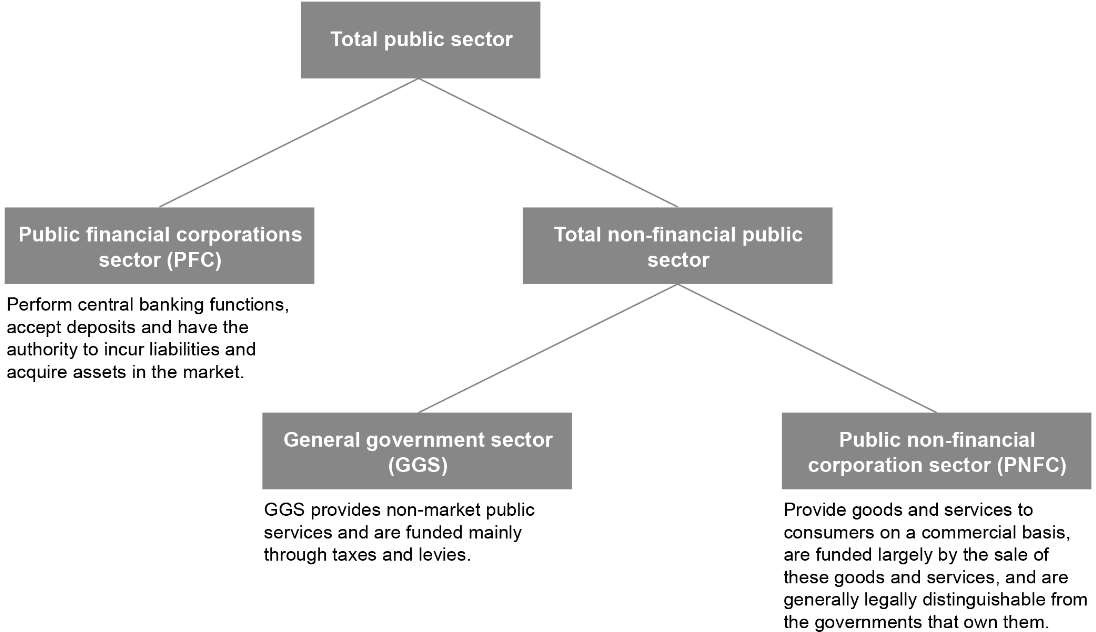 Total public sector
Public financial corporations
sector (PFC)
Perform central banking functions,
accept deposits and have the
authority to incur liabilities and
acquire assets in the market.
Total non-financial public
sector
General government sector
(GGS)
GGS provides non-market public
services and are funded mainly
through taxes and levies.
Public non-financial
corporation sector (PNFC)
Provide goods and services to
consumers on a commercial basis,
are funded largely by the sale of
these goods and services, and are
generally legally distinguishable from
the governments that own them.